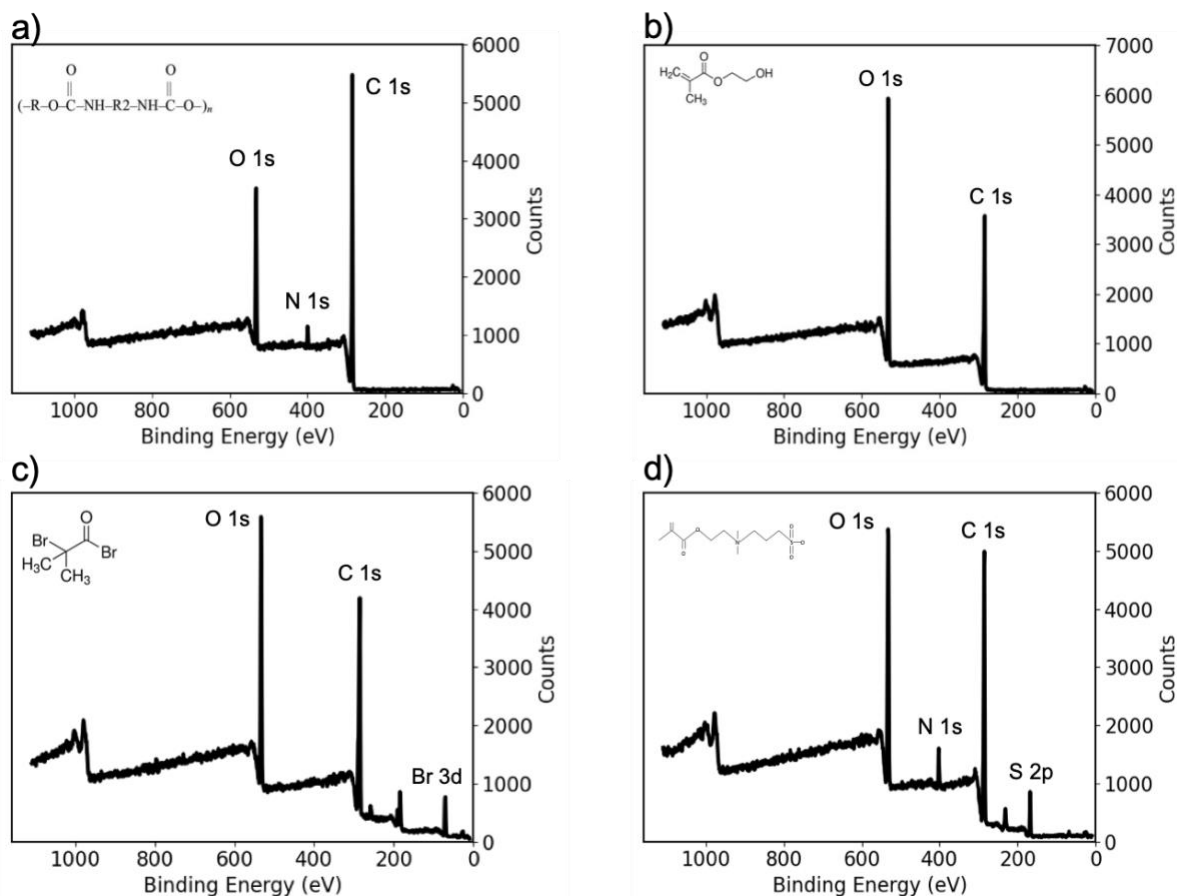 a)
O O
(–R–O–C–NH–R2–NH–C–O–)n
C 1s
O 1s
N 1s
6000
5000
4000
3000
2000
1000
0
Counts
1000 800 600 400 200 0
Binding Energy (eV)
b)
H₂C
O
O
OH
CH₃
O 1s
C 1s
7000
6000
5000
4000
3000
2000
1000
0
Counts
1000 800 600 400 200 0
Binding Energy (eV)
c)
O
Br
Br
H₃C
CH₃
O 1s
C 1s
Br 3d
6000
5000
4000
3000
2000
1000
0
Counts
1000 800 600 400 200 0
Binding Energy (eV)
d)
O 1s
C 1s
N 1s
S 2p
6000
5000
4000
3000
2000
1000
0
Counts
1000 800 600 400 200 0
Binding Energy (eV)